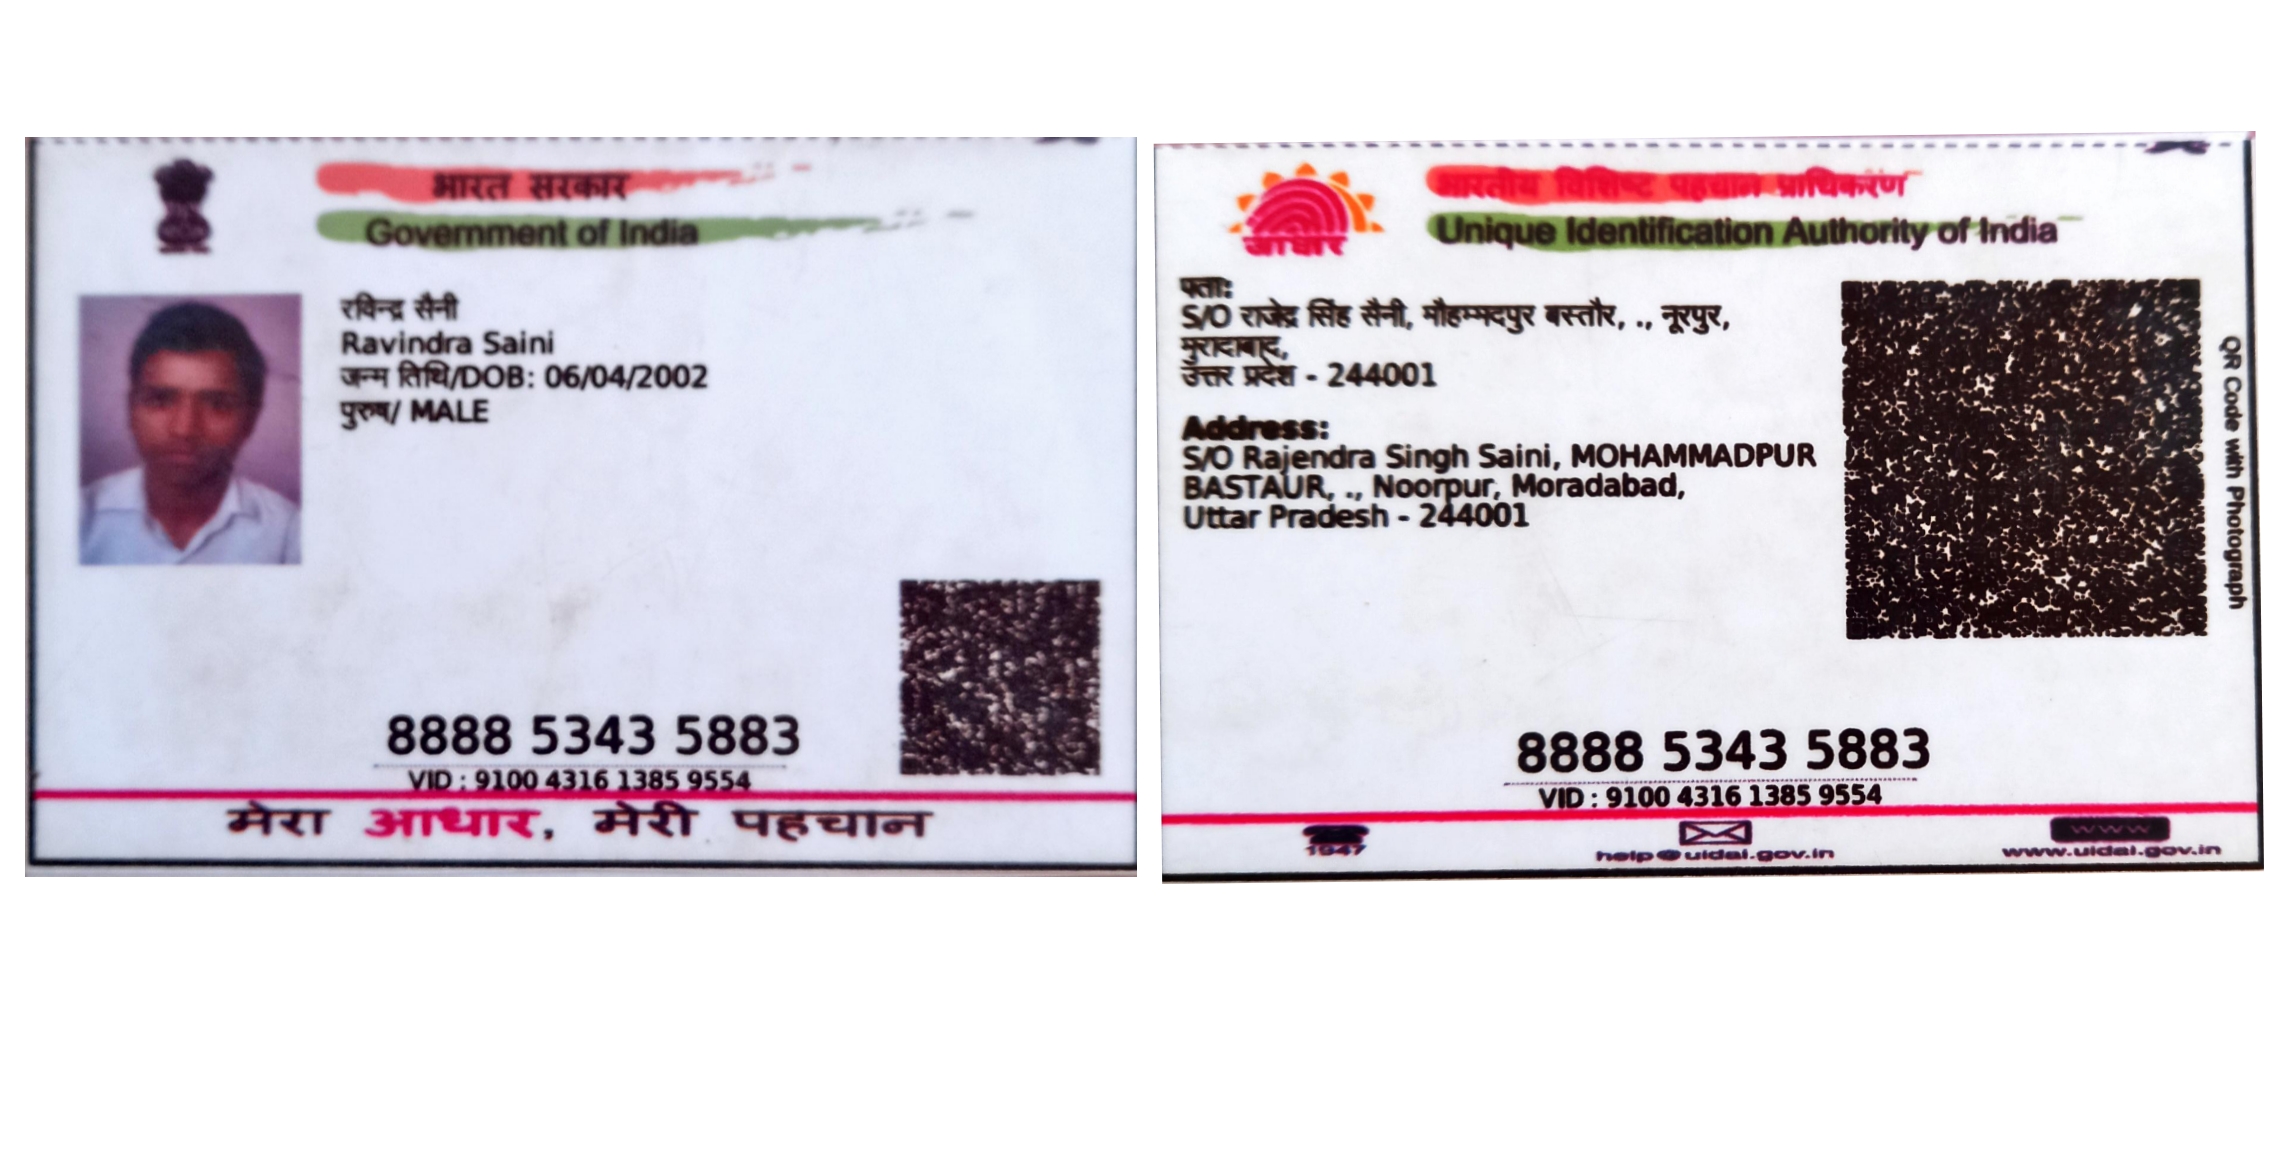 भारत सरकार
Government of India
रविन्द्र सैनी
Ravindra Saini
जन्म तिथि/DOB: 06/04/2002
पुरुष/ MALE
8888 5343 5883
VID : 9100 4316 1385 9554
मेरा आधार, मेरी पहचान
आधार
भारतीय विशिष्ट पहचान प्राधिकरण
Unique Identification Authority of India
पता:
S/O राजेद्र सिंह सैनी, मौहम्मदपुर बस्तौर, ., नूरपुर,
मुरादाबाद,
उत्तर प्रदेश - 244001
Address:
S/O Rajendra Singh Saini, MOHAMMADPUR
BASTAUR, ., Noorpur, Moradabad,
Uttar Pradesh - 244001
QR Code with Photograph
8888 5343 5883
VID : 9100 4316 1385 9554
1947
help@uidai.gov.in
www
www.uidai.gov.in